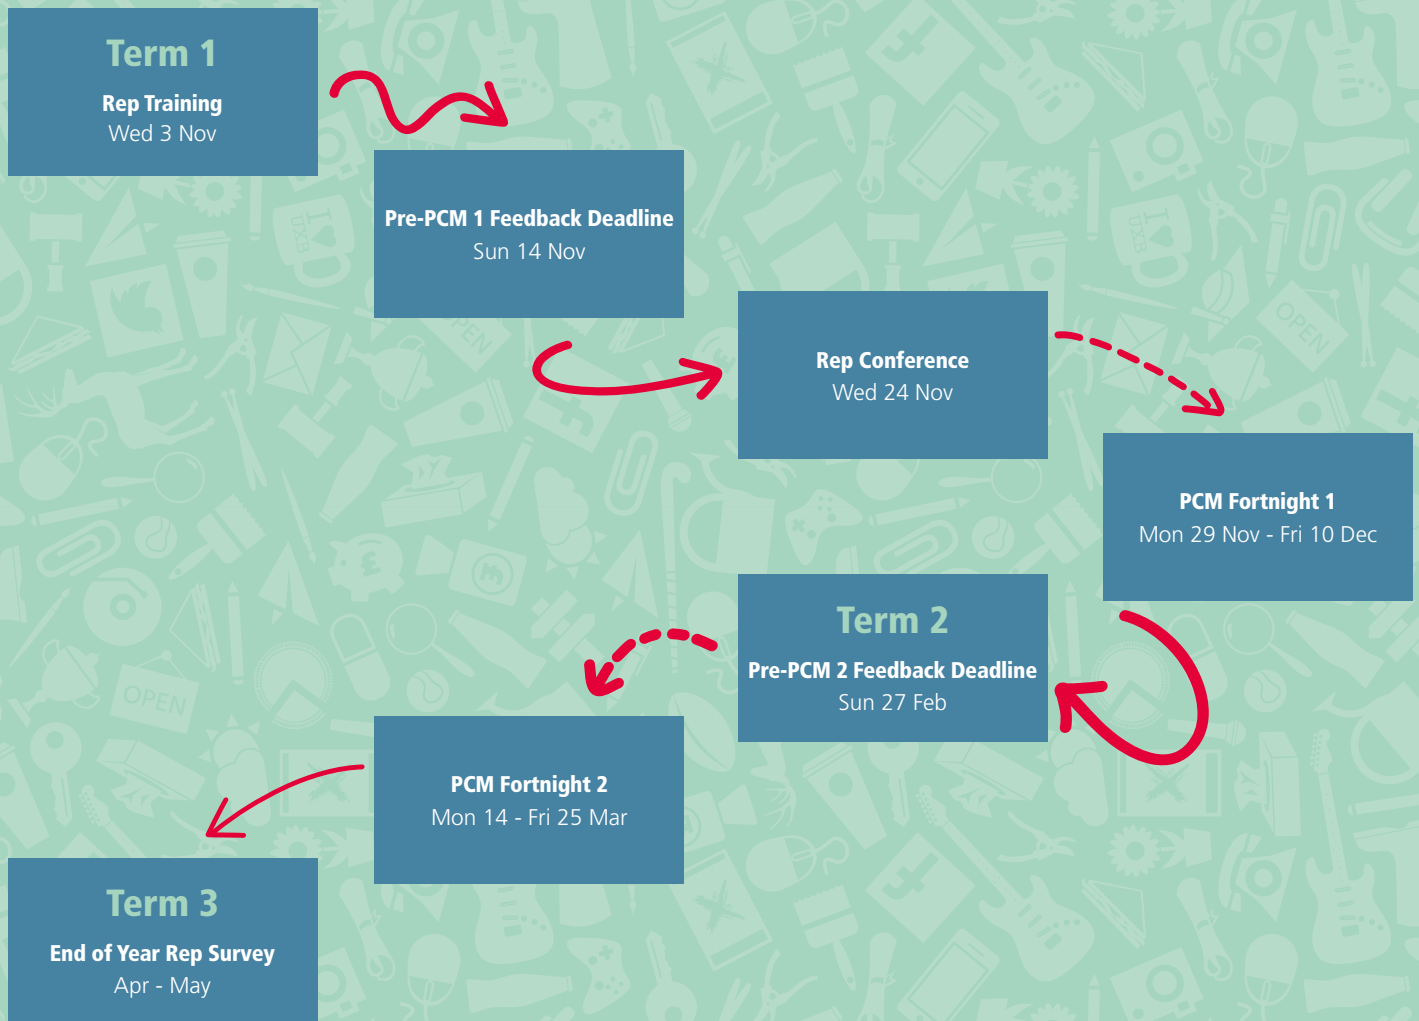 Term 1
Rep Training
Wed 3 Nov
Pre-PCM 1 Feedback Deadline
Sun 14 Nov
Rep Conference
Wed 24 Nov
PCM Fortnight 1
Mon 29 Nov - Fri 10 Dec
Term 2
Pre-PCM 2 Feedback Deadline
Sun 27 Feb
PCM Fortnight 2
Mon 14 - Fri 25 Mar
Term 3
End of Year Rep Survey
Apr - May
OPEN
OPEN